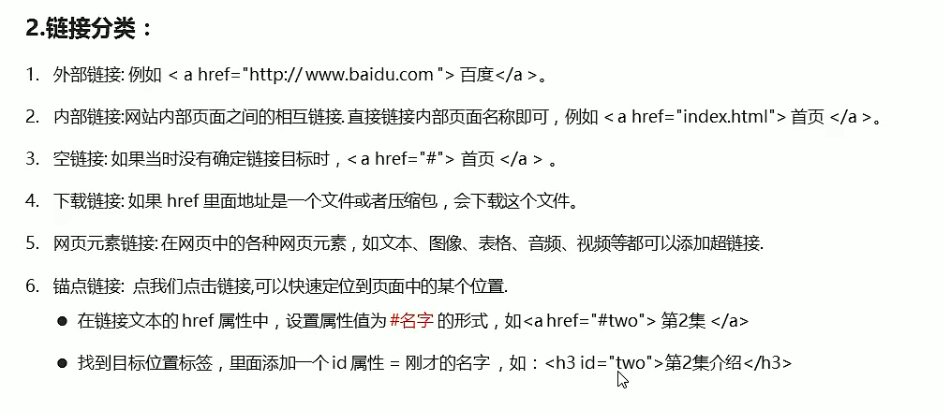 2.链接分类：
1. 外部链接: 例如 < a href="http:// www.baidu.com "> 百度</a >。
2. 内部链接:网站内部页面之间的相互链接. 直接链接内部页面名称即可，例如 < a href="index.html"> 首页 </a >。
3. 空链接: 如果当时没有确定链接目标时，< a href="#"> 首页 </a > 。
4. 下载链接: 如果 href 里面地址是一个文件或者压缩包，会下载这个文件。
5. 网页元素链接: 在网页中的各种网页元素，如文本、图像、表格、音频、视频等都可以添加超链接.
6. 锚点链接: 点我们点击链接,可以快速定位到页面中的某个位置.
● 在链接文本的 href 属性中，设置属性值为 #名字 的形式，如<a href="#two"> 第2集 </a>
● 找到目标位置标签，里面添加一个 id 属性 = 刚才的名字 ，如：<h3 id="two">第2集介绍</h3>